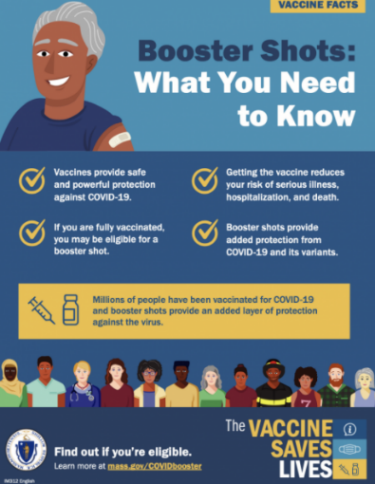 VACCINE FACTS
Booster Shots:
What You Need
to Know
Vaccines provide safe
and powerful protection
against COVID-19.
Getting the vaccine reduces
your risk of serious illness,
hospitalization, and death.
If you are fully vaccinated,
you may be eligible for a
booster shot.
Booster shots provide
added protection from
COVID-19 and its variants.
Millions of people have been vaccinated for COVID-19
and booster shots provide an added layer of protection
against the virus.
The VACCINE
SAVES
LIVES
Find out if you're eligible.
Learn more at mass.gov/COVIDbooster